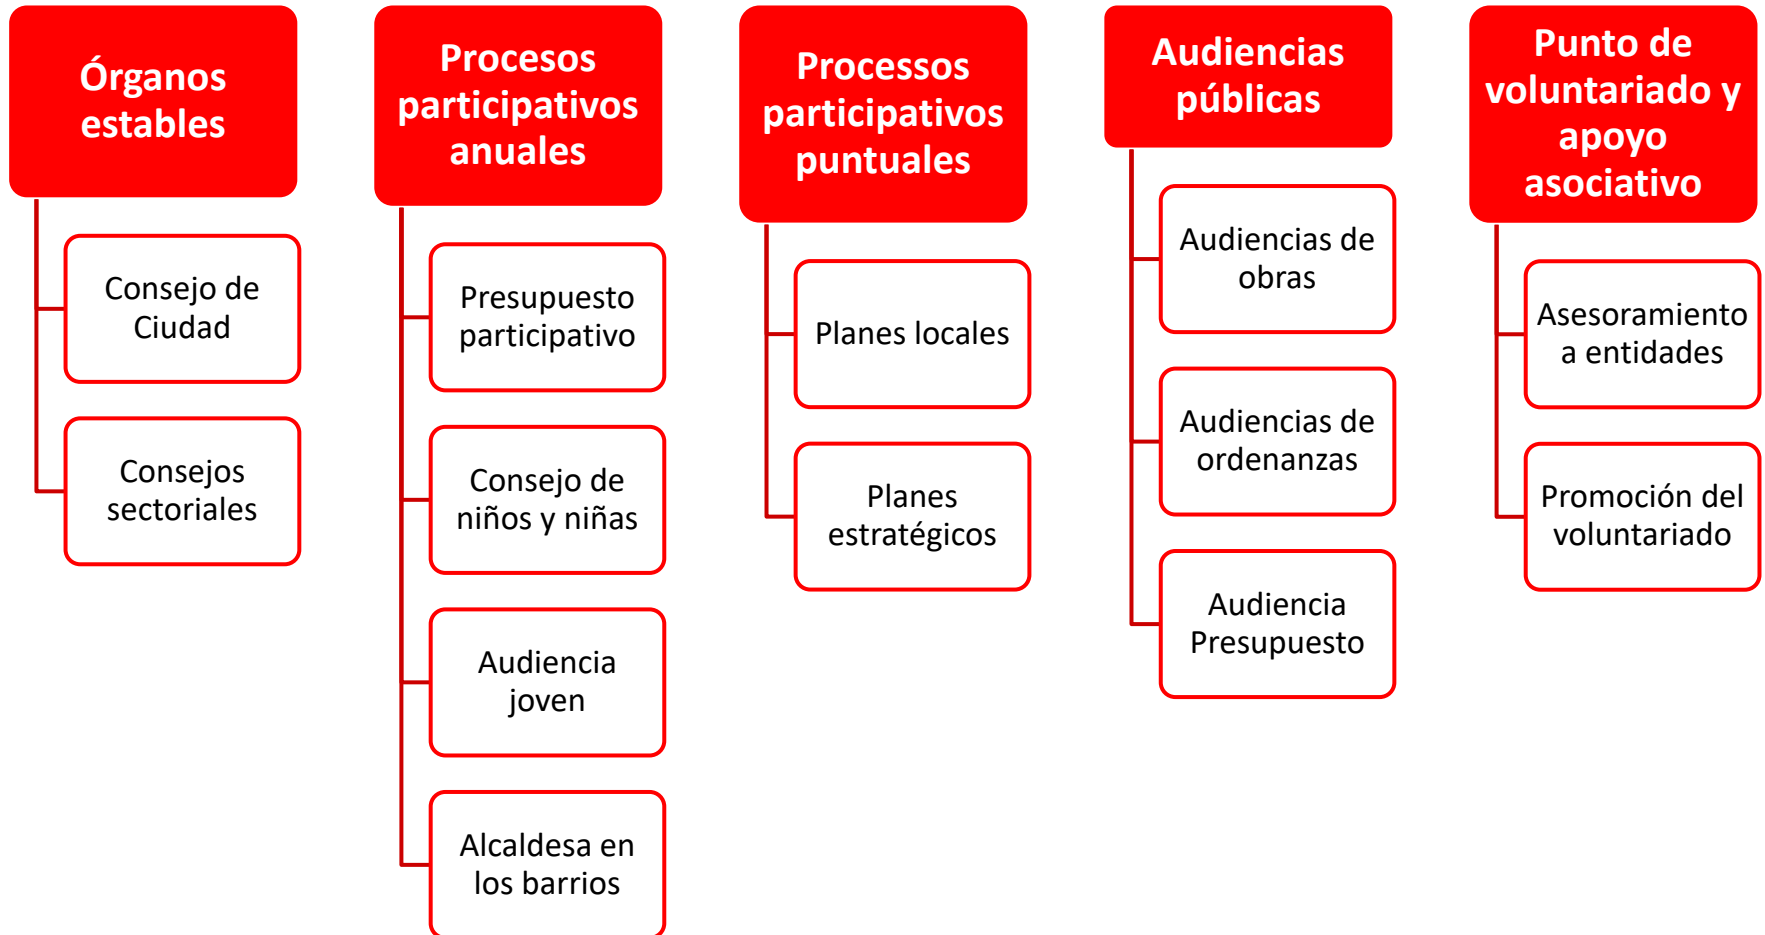 Órganos
estables
Consejo de
Ciudad
Consejos
sectoriales
Procesos
participativos
anuales
Presupuesto
participativo
Consejo de
niños y niñas
Audiencia
joven
Alcaldesa en
los barrios
Processos
participativos
puntuales
Planes locales
Planes
estratégicos
Audiencias
públicas
Audiencias de
obras
Audiencias de
ordenanzas
Audiencia
Presupuesto
Punto de
voluntariado y
apoyo
asociativo
Asesoramiento
a entidades
Promoción del
voluntariado